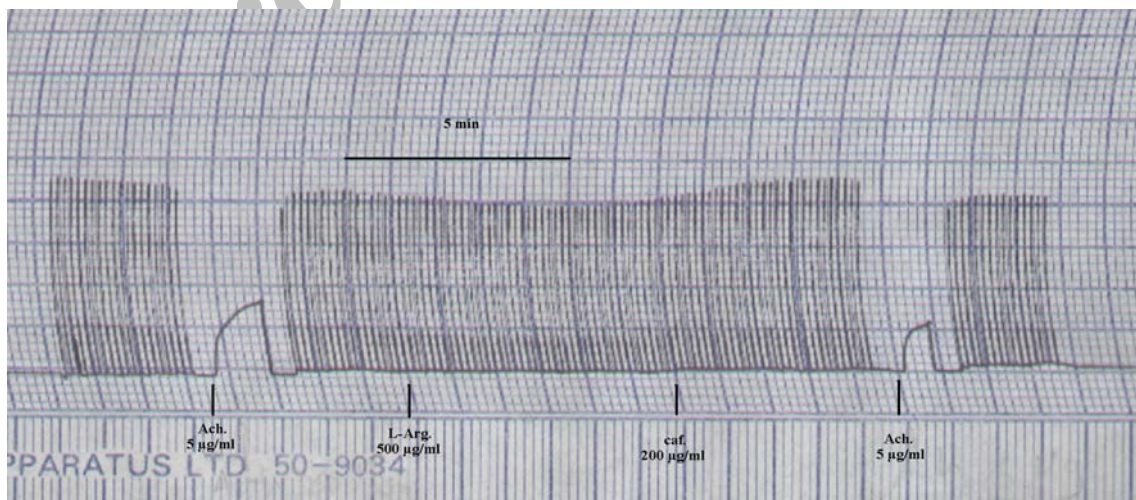 5 min
Ach.
5 µg/ml
L-Arg.
500 µg/ml
caf.
200 µg/ml
Ach.
5 µg/ml
PPARATUS LTD 50-9034